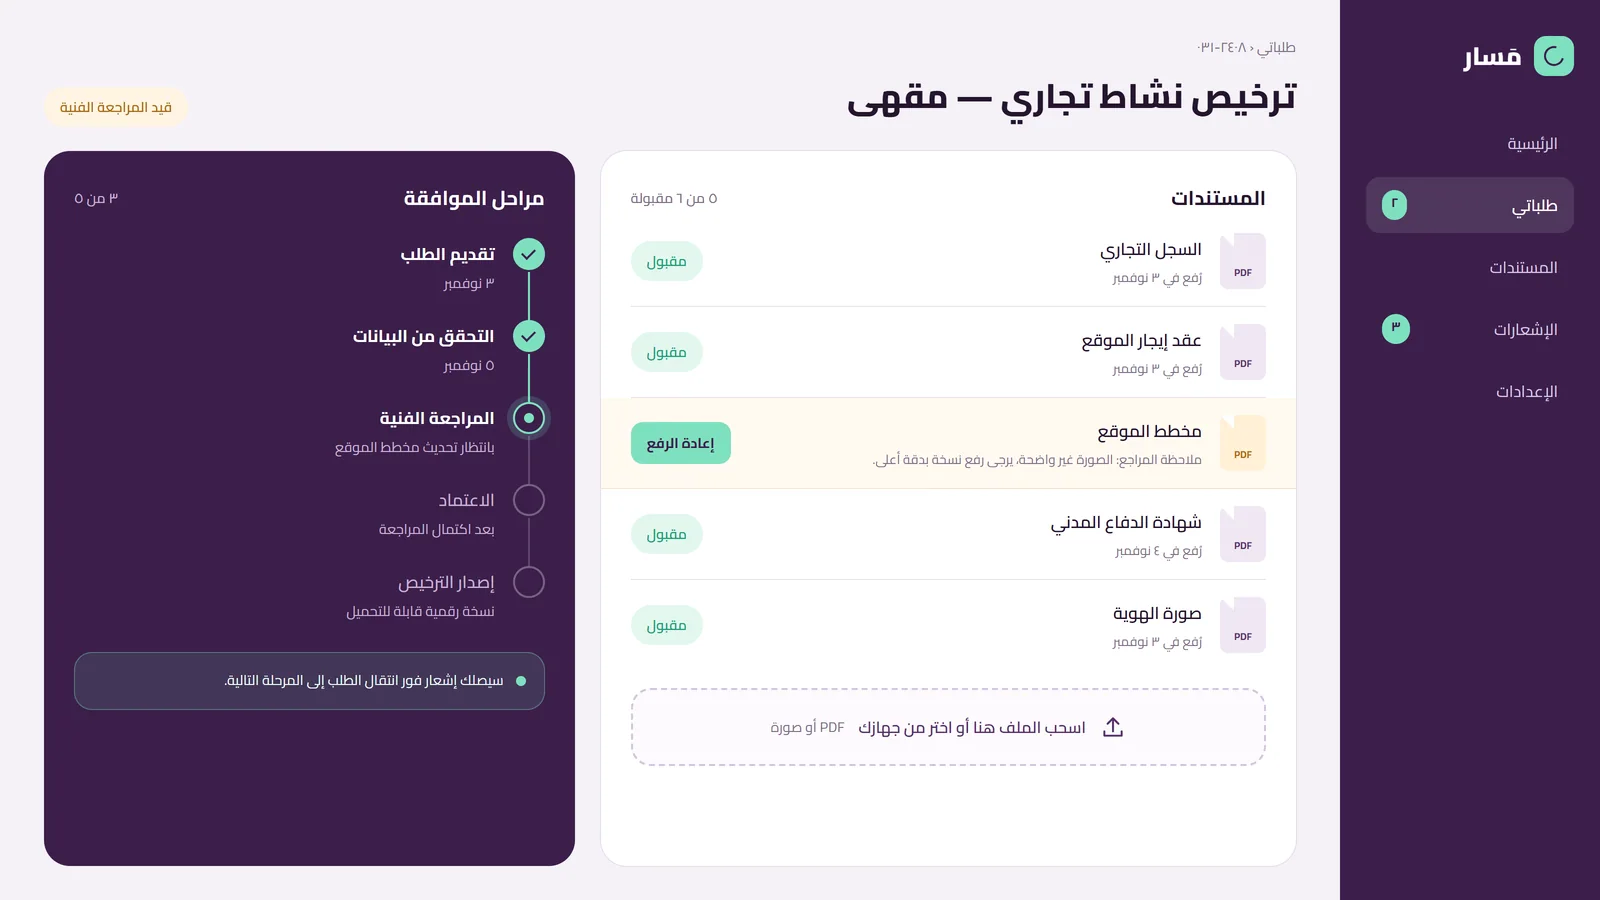 مَسار
الرئيسية
طلباتي
٢
المستندات
الإشعارات
٣
الإعدادات
طلباتي › ٢٤٠٨-٠٣١
ترخيص نشاط تجاري — مقهى
قيد المراجعة الفنية
المستندات
٥ من ٦ مقبولة
PDF
السجل التجاري
رُفع في ٣ نوفمبر
مقبول
PDF
عقد إيجار الموقع
رُفع في ٣ نوفمبر
مقبول
PDF
مخطط الموقع
ملاحظة المراجع: الصورة غير واضحة، يرجى رفع نسخة بدقة أعلى.
إعادة الرفع
PDF
شهادة الدفاع المدني
رُفع في ٤ نوفمبر
مقبول
PDF
صورة الهوية
رُفع في ٣ نوفمبر
مقبول
اسحب الملف هنا أو اختر من جهازك
PDF أو صورة
مراحل الموافقة
٣ من ٥
تقديم الطلب
٣ نوفمبر
التحقق من البيانات
٥ نوفمبر
المراجعة الفنية
بانتظار تحديث مخطط الموقع
الاعتماد
بعد اكتمال المراجعة
إصدار الترخيص
نسخة رقمية قابلة للتحميل
سيصلك إشعار فور انتقال الطلب إلى المرحلة التالية.